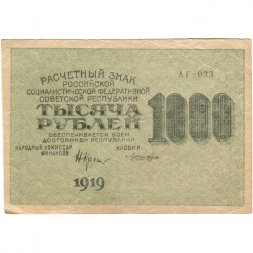 РАСЧЕТНЫЙ ЗНАК
РОССИЙСКОЙ
СОЦИАЛИСТИЧЕСКОЙ ФЕДЕРАТИВНОЙ
СОВЕТСКОЙ РЕСПУБЛИКИ
АГ-023
1000
ТЫСЯЧА
РУБЛЕЙ
ОБЕСПЕЧИВАЕТСЯ ВСЕМ
ДОСТОЯНИЕМ РЕСПУБЛИКИ
НАРОДНЫЙ КОМИССАР
ФИНАНСОВ
КАССИР
1919